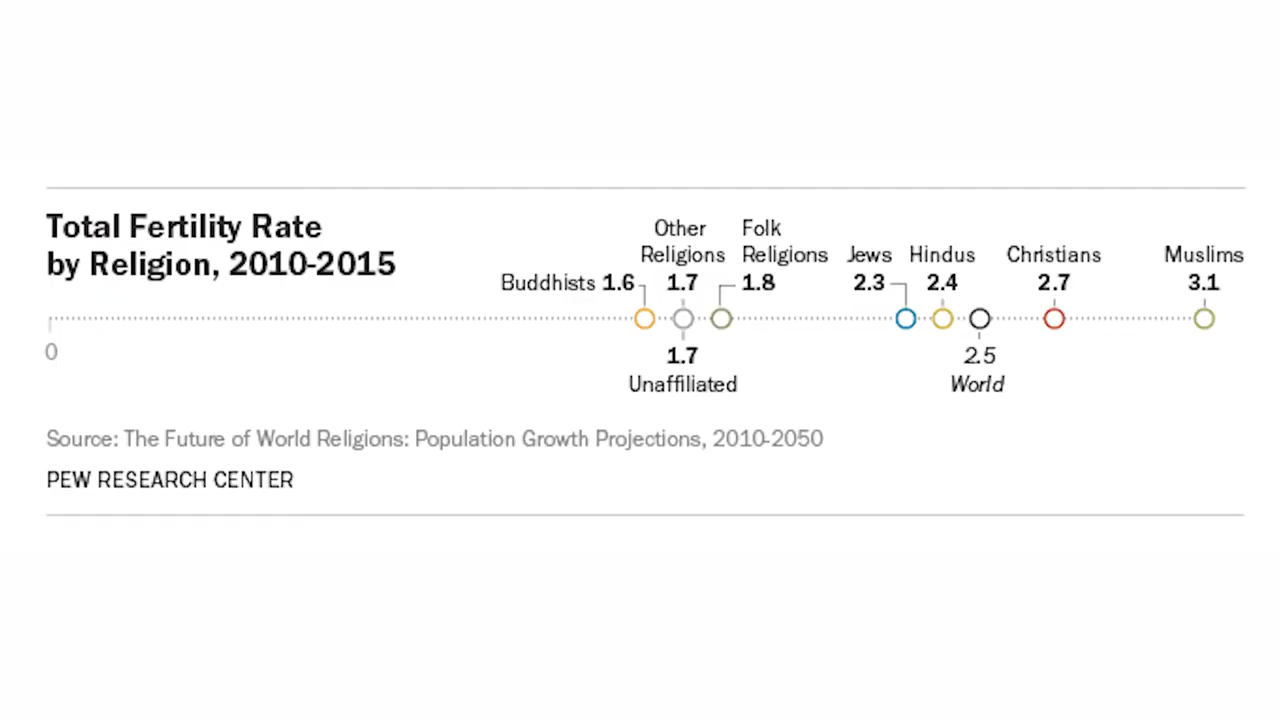 Total Fertility Rate
by Religion, 2010-2015
Other
Religions
1.7
Folk
Religions
1.8
Buddhists 1.6
Jews
2.3
Hindus
2.4
Christians
2.7
Muslims
3.1
0
1.7
Unaffiliated
2.5
World
Source: The Future of World Religions: Population Growth Projections, 2010-2050
PEW RESEARCH CENTER